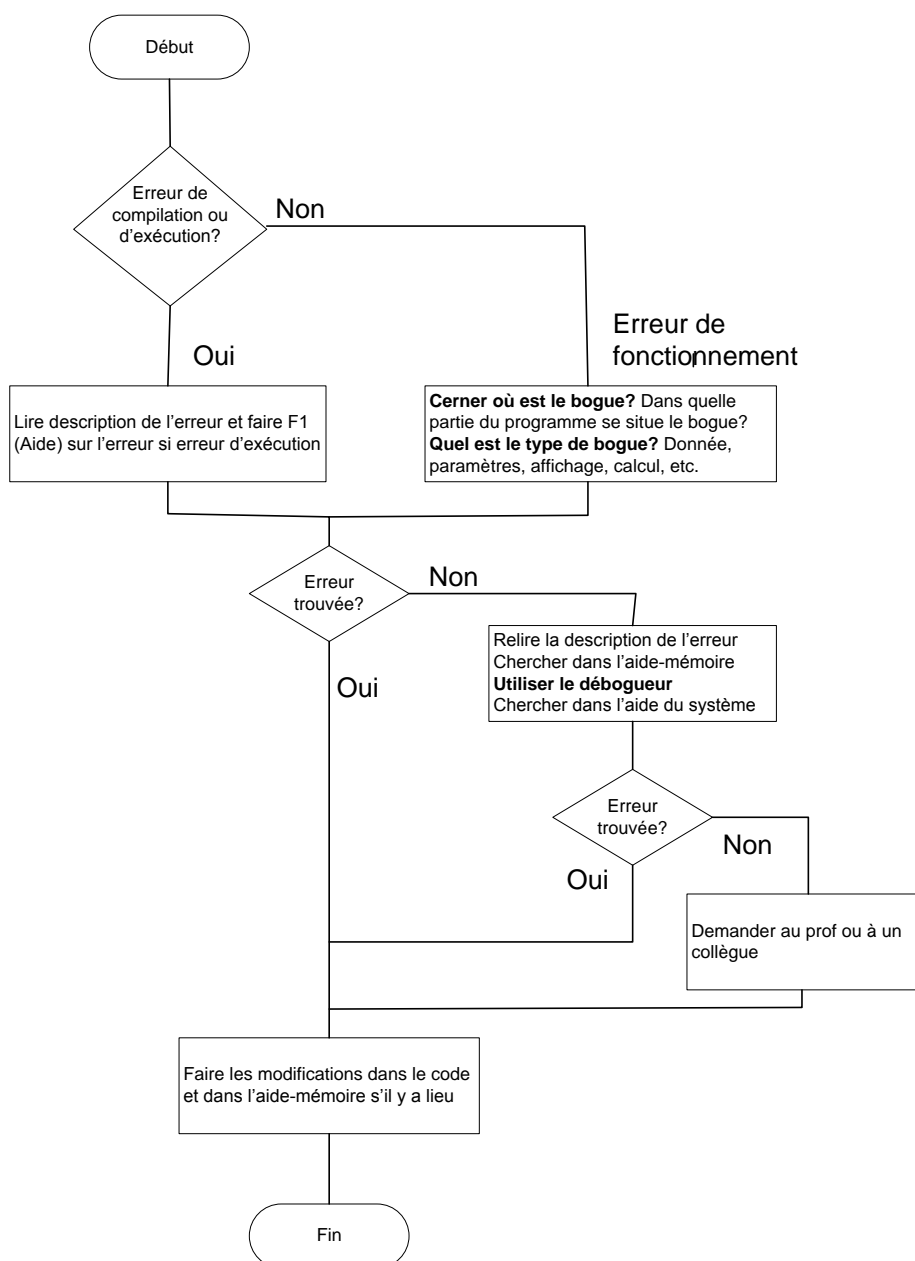 Début
Erreur de
compilation ou
d'exécution?
Non
Oui
Erreur de
fonctionnement
Lire description de l'erreur et faire F1
(Aide) sur l'erreur si erreur d'exécution
Cerner où est le bogue? Dans quelle
partie du programme se situe le bogue?
Quel est le type de bogue? Donnée,
paramètres, affichage, calcul, etc.
Erreur
trouvée?
Non
Oui
Relire la description de l'erreur
Chercher dans l'aide-mémoire
Utiliser le débogueur
Chercher dans l'aide du système
Erreur
trouvée?
Non
Oui
Demander au prof ou à un
collègue
Faire les modifications dans le code
et dans l'aide-mémoire s'il y a lieu
Fin